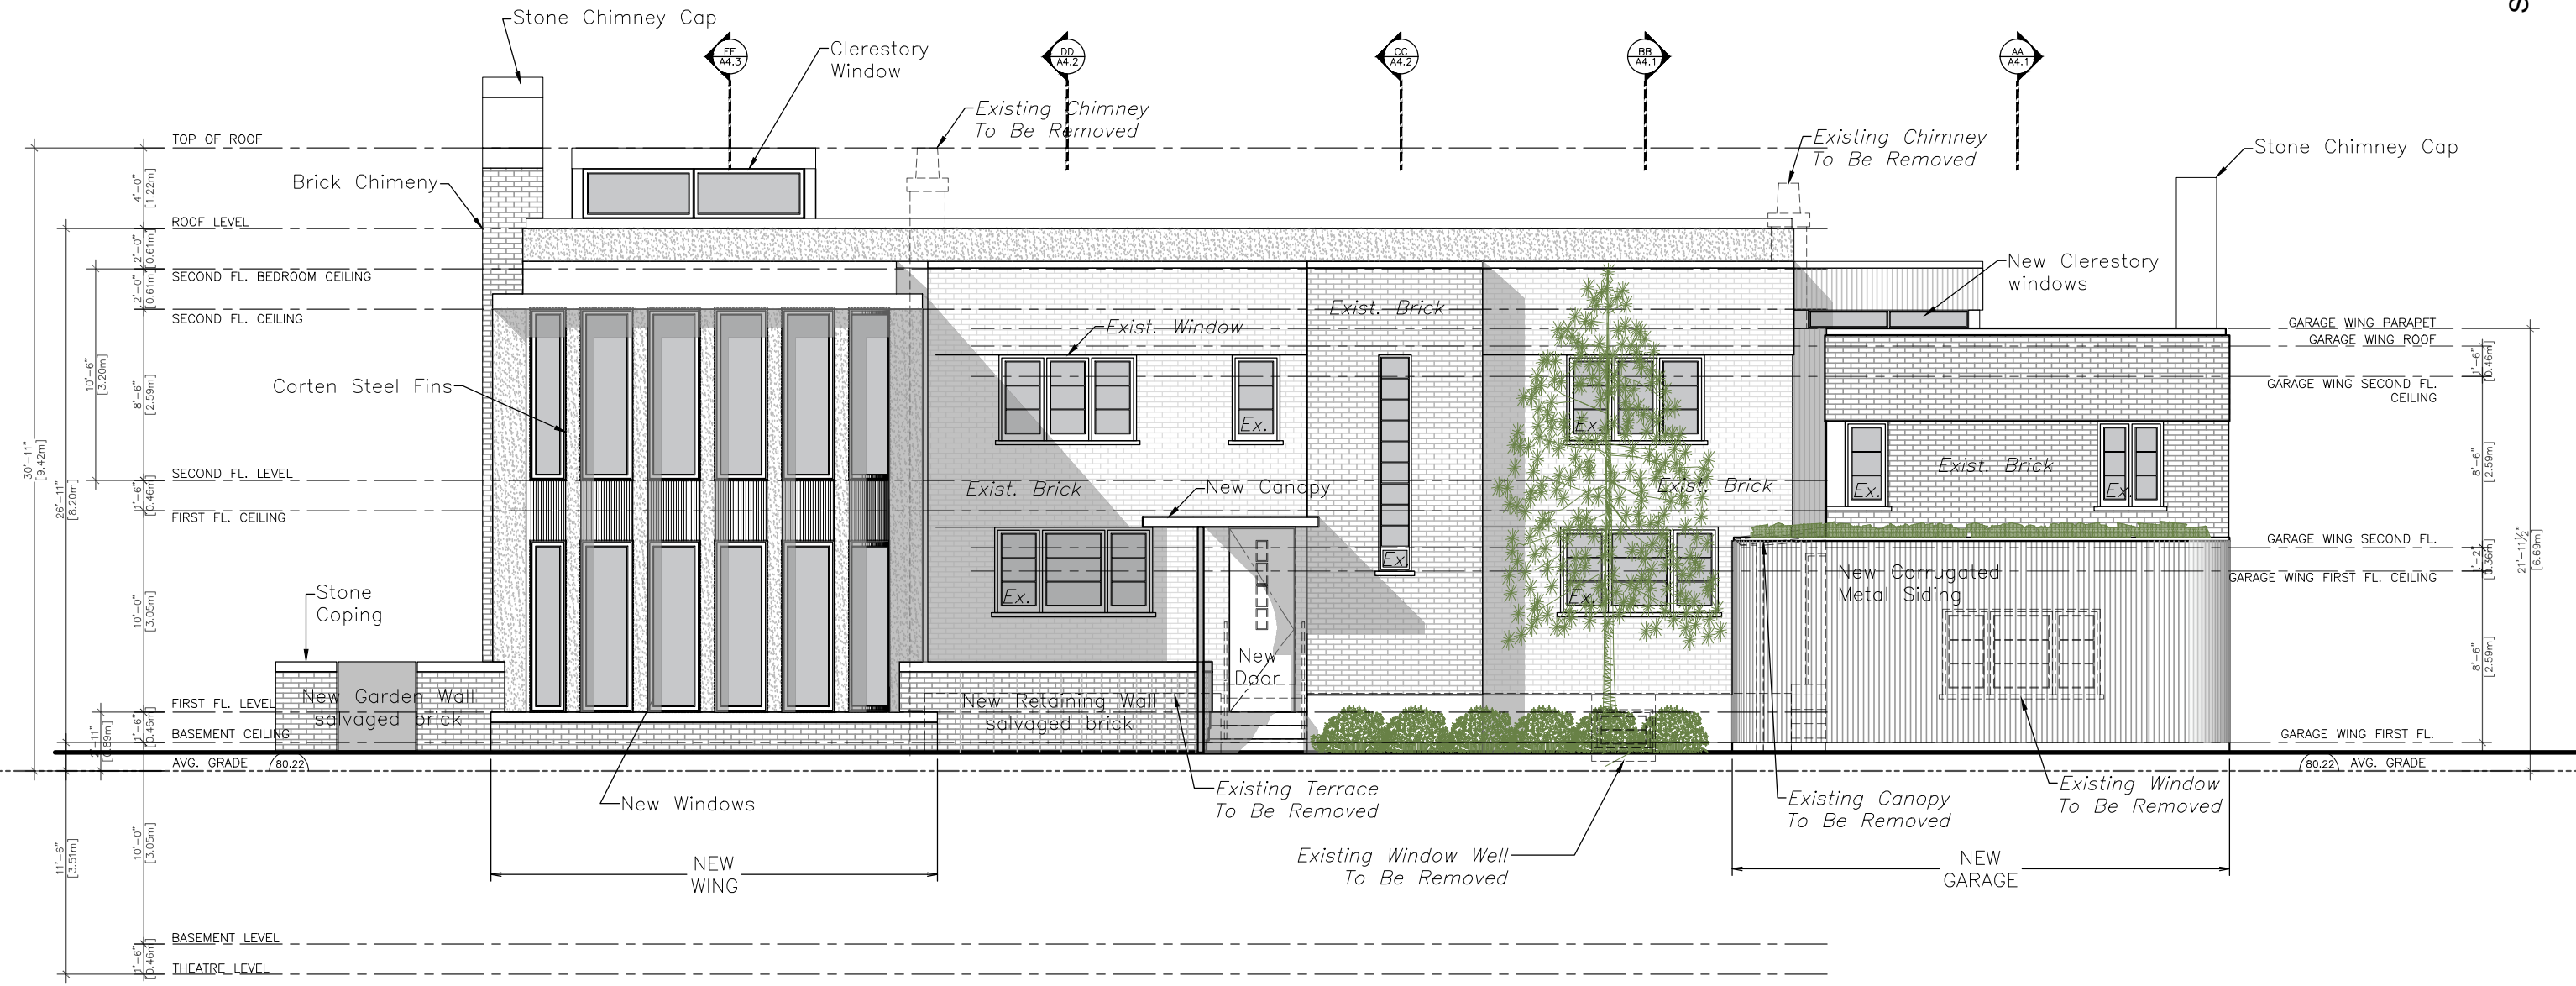 S
Stone Chimney Cap
EE
A4.3
DD
A4.2
CC
A4.2
BB
A4.1
AA
A4.1
Clerestory
Window
Existing Chimney
To Be Removed
Existing Chimney
To Be Removed
Stone Chimney Cap
TOP OF ROOF
Brick Chimeny
4'-0"
[1.22m]
ROOF LEVEL
2'-0"
[0.61m]
SECOND FL. BEDROOM CEILING
2'-0"
[0.61m]
SECOND FL. CEILING
New Clerestory
windows
Exist. Brick
Exist. Window
GARAGE WING PARAPET
GARAGE WING ROOF
1'-6"
[0.46m]
GARAGE WING SECOND FL.
CEILING
10'-6"
[3.20m]
8'-6"
[2.59m]
Corten Steel Fins
Ex.
Ex.
30'-11"
[9.42m]
26'-11"
[8.20m]
SECOND FL. LEVEL
1'-6"
[0.46m]
FIRST FL. CEILING
Exist. Brick
New Canopy
Exist. Brick
Exist. Brick
Ex.
Ex.
8'-6"
[2.59m]
GARAGE WING SECOND FL.
1'-2"
[0.36m]
GARAGE WING FIRST FL. CEILING
21'-11½"
[6.69m]
Ex.
Ex.
Ex.
New Corrugated
Metal Siding
Stone
Coping
10'-0"
[3.05m]
8'-6"
[2.59m]
New
Door
New Garden Wall
salvaged brick
New Retaining Wall
salvaged brick
FIRST FL. LEVEL
1'-6"
[0.46m]
2'-11"
[0.89m]
BASEMENT CEILING
GARAGE WING FIRST FL.
AVG. GRADE
80.22
80.22
AVG. GRADE
New Windows
Existing Terrace
To Be Removed
Existing Canopy
To Be Removed
Existing Window
To Be Removed
Existing Window Well
To Be Removed
NEW
WING
NEW
GARAGE
10'-0"
[3.05m]
11'-6"
[3.51m]
BASEMENT LEVEL
1'-6"
[0.46m]
THEATRE LEVEL